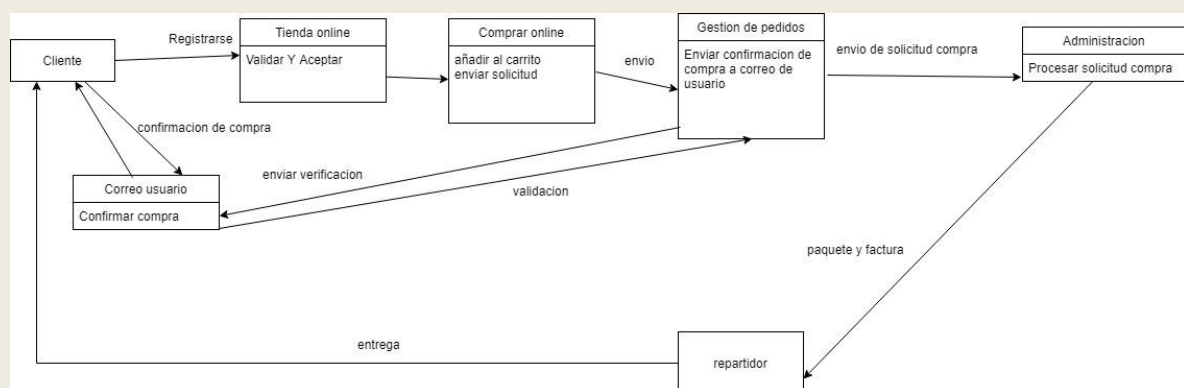 Cliente
Registrarse
Tienda online
Validar Y Aceptar
Comprar online
añadir al carrito
enviar solicitud
envio
Gestion de pedidos
Enviar confirmacion de
compra a correo de
usuario
envio de solicitud compra
Administracion
Procesar solicitud compra
confirmacion de compra
enviar verificacion
validacion
Correo usuario
Confirmar compra
paquete y factura
entrega
repartidor